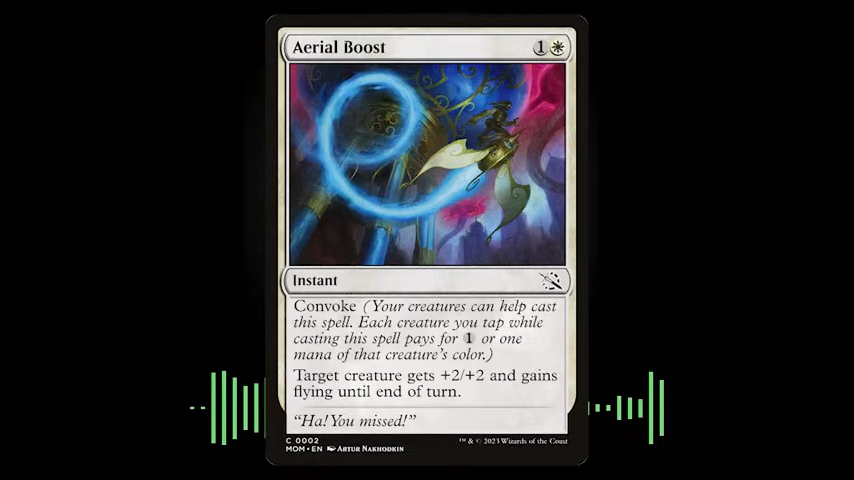 Aerial Boost
1
Instant
Convoke (Your creatures can help cast
this spell. Each creature you tap while
casting this spell pays for 1 or one
mana of that creature's color.)
Target creature gets +2/+2 and gains
flying until end of turn.
"Ha! You missed!"
C 0002
MOM • EN Artur Nakhodkin
™ & © 2023 Wizards of the Coast